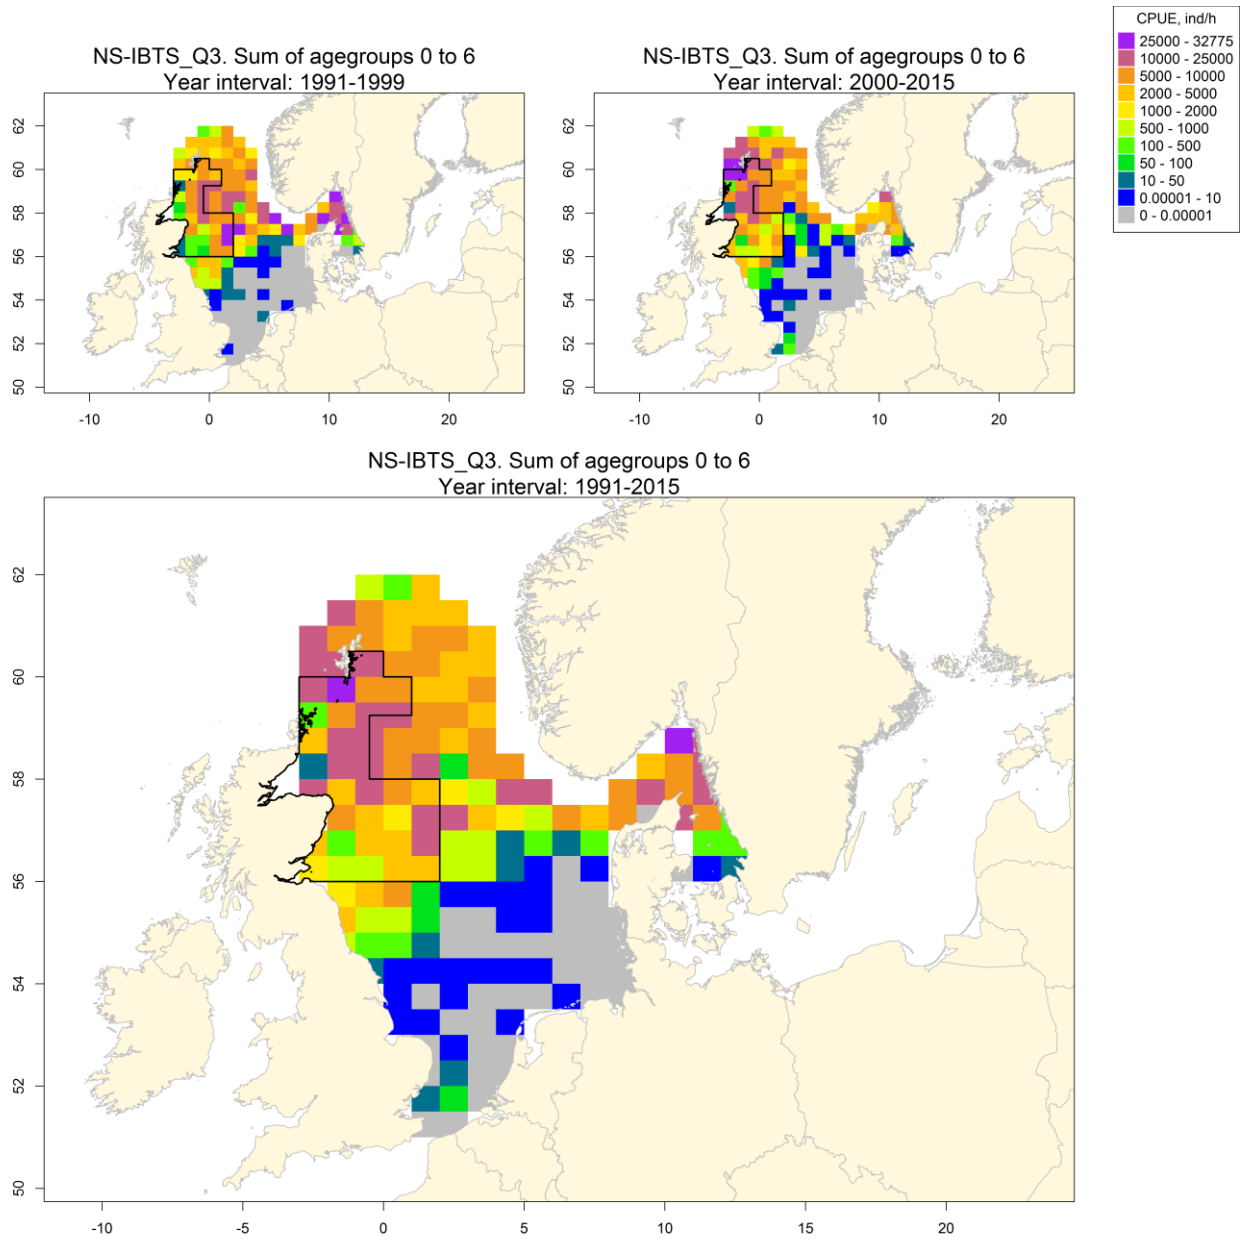 CPUE, ind/h
25000 - 32775
10000 - 25000
5000 - 10000
2000 - 5000
1000 - 2000
500 - 1000
100 - 500
50 - 100
10 - 50
0.00001 - 10
0 - 0.00001
NS-IBTS_Q3. Sum of agegroups 0 to 6
Year interval: 1991-1999
62
60
58
56
54
52
50
-10
0
10
20
NS-IBTS_Q3. Sum of agegroups 0 to 6
Year interval: 2000-2015
62
60
58
56
54
52
50
-10
0
10
20
NS-IBTS_Q3. Sum of agegroups 0 to 6
Year interval: 1991-2015
62
60
58
56
54
52
50
-10
-5
0
5
10
15
20